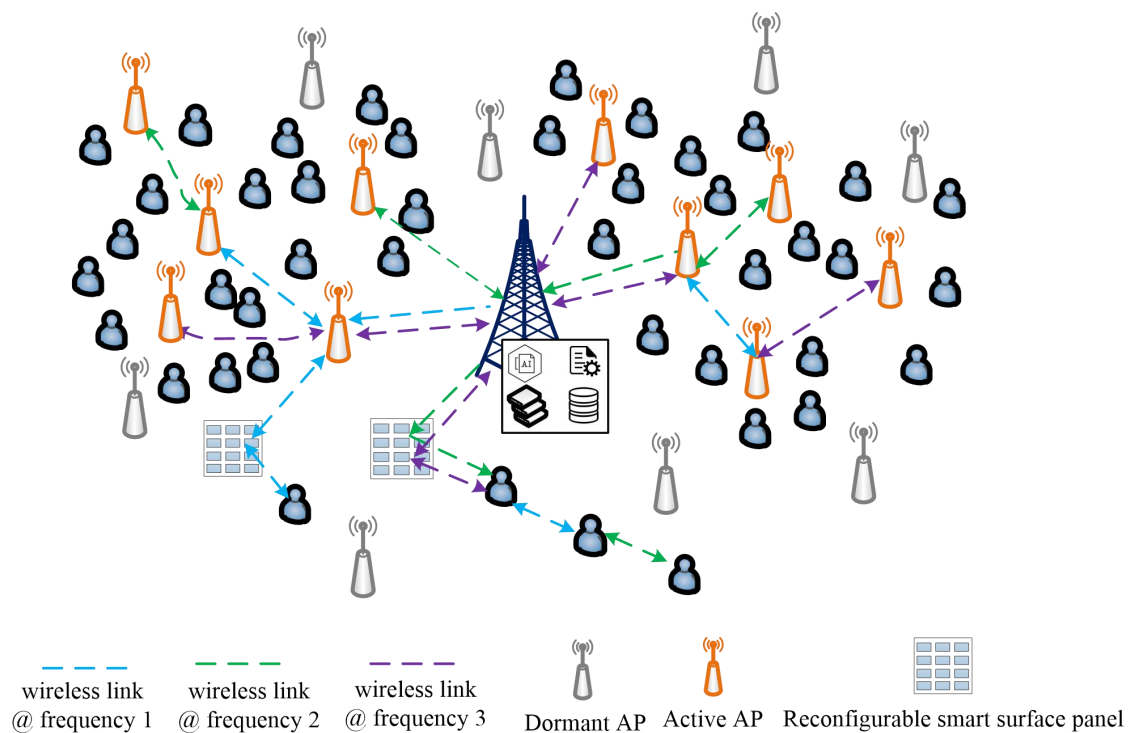 [AI]
wireless link
@ frequency 1
wireless link
@ frequency 2
wireless link
@ frequency 3
Dormant AP
Active AP
Reconfigurable smart surface panel